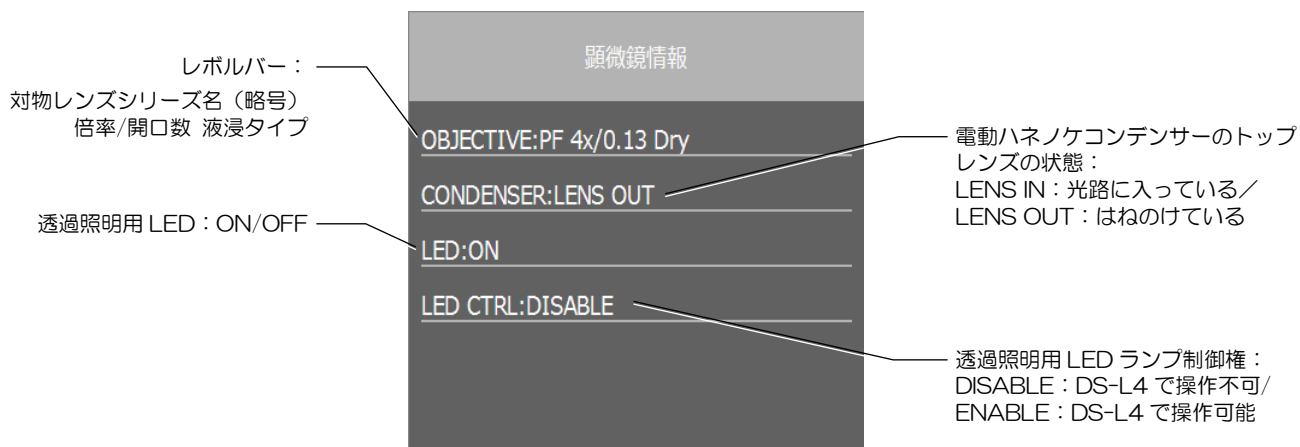 顕微鏡情報
レボルバー：
対物レンズシリーズ名（略号）
倍率/開口数 液浸タイプ
OBJECTIVE:PF 4x/0.13 Dry
電動ハネノケコンデンサーのトップ
レンズの状態：
LENS IN：光路に入っている／
LENS OUT：はねのけている
CONDENSER:LENS OUT
透過照明用 LED：ON/OFF
LED:ON
LED CTRL:DISABLE
透過照明用 LED ランプ制御権：
DISABLE：DS-L4 で操作不可/
ENABLE：DS-L4 で操作可能